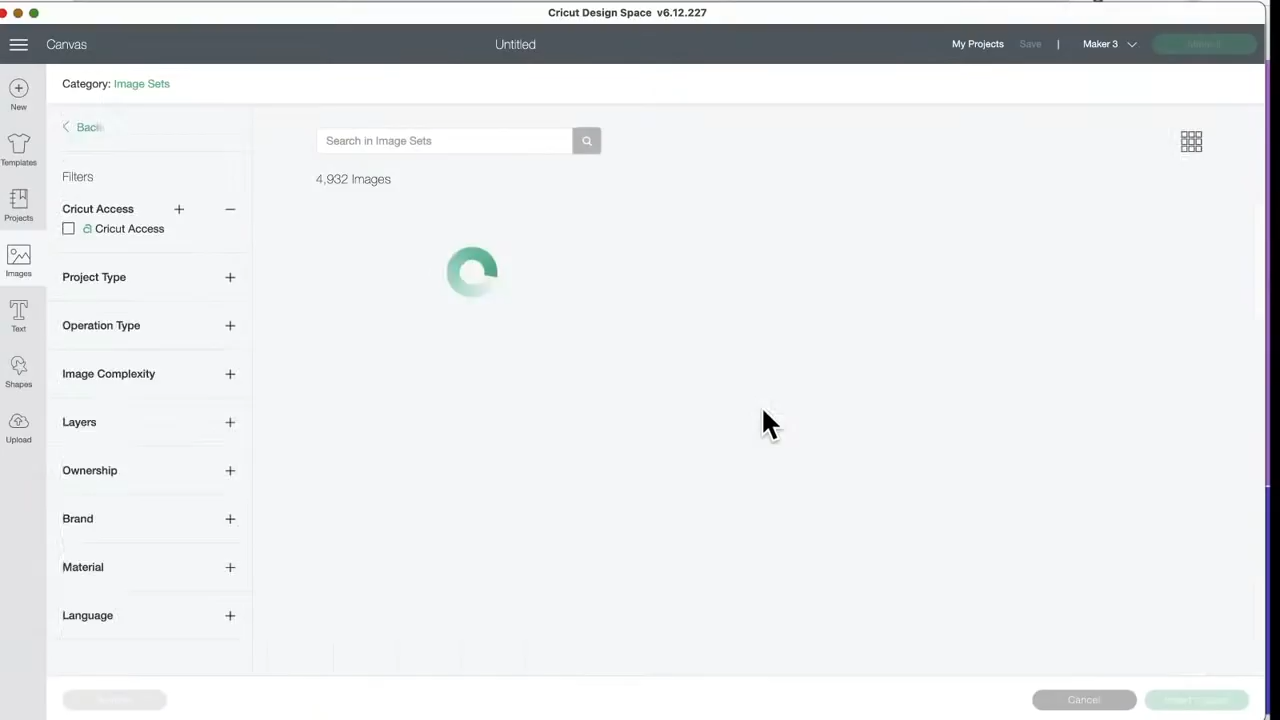 Cricut Design Space v6.12.227
Canvas
Untitled
My Projects
Save
|
Maker 3
Category: Image Sets
New
Templates
Projects
Images
Text
Shapes
Upload
Back
Filters
Cricut Access
Cricut Access
Project Type
Operation Type
Image Complexity
Layers
Ownership
Brand
Material
Language
Search in Image Sets
4,932 Images
Cancel